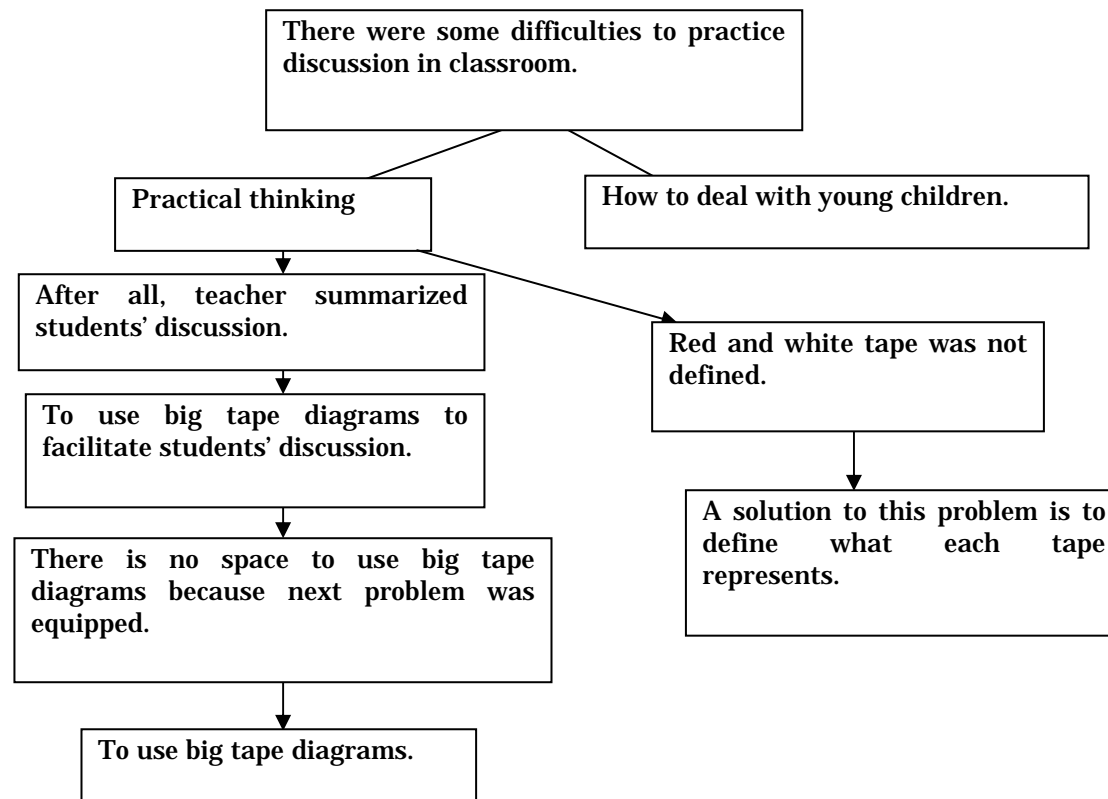 There were some difficulties to practice
discussion in classroom.
Practical thinking
How to deal with young children.
After all, teacher summarized
students’ discussion.
Red and white tape was not
defined.
To use big tape diagrams to
facilitate students’ discussion.
A solution to this problem is to
define what each tape
represents.
There is no space to use big tape
diagrams because next problem was
equipped.
To use big tape diagrams.